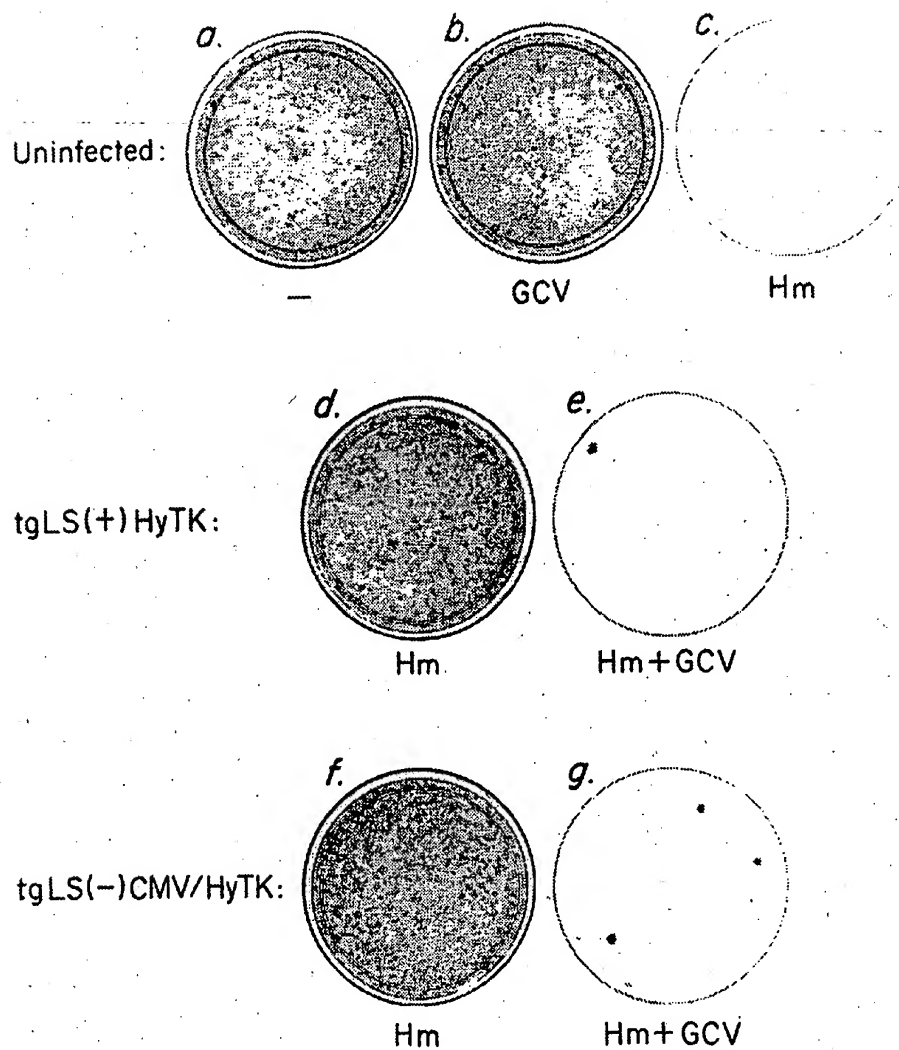 a. b. c.
Uninfected:
— GCV Hm
d. e.
tgLS(+)HyTK:
Hm Hm+GCV
f. g.
tgLS(-)CMV/HyTK:
Hm Hm+GCV